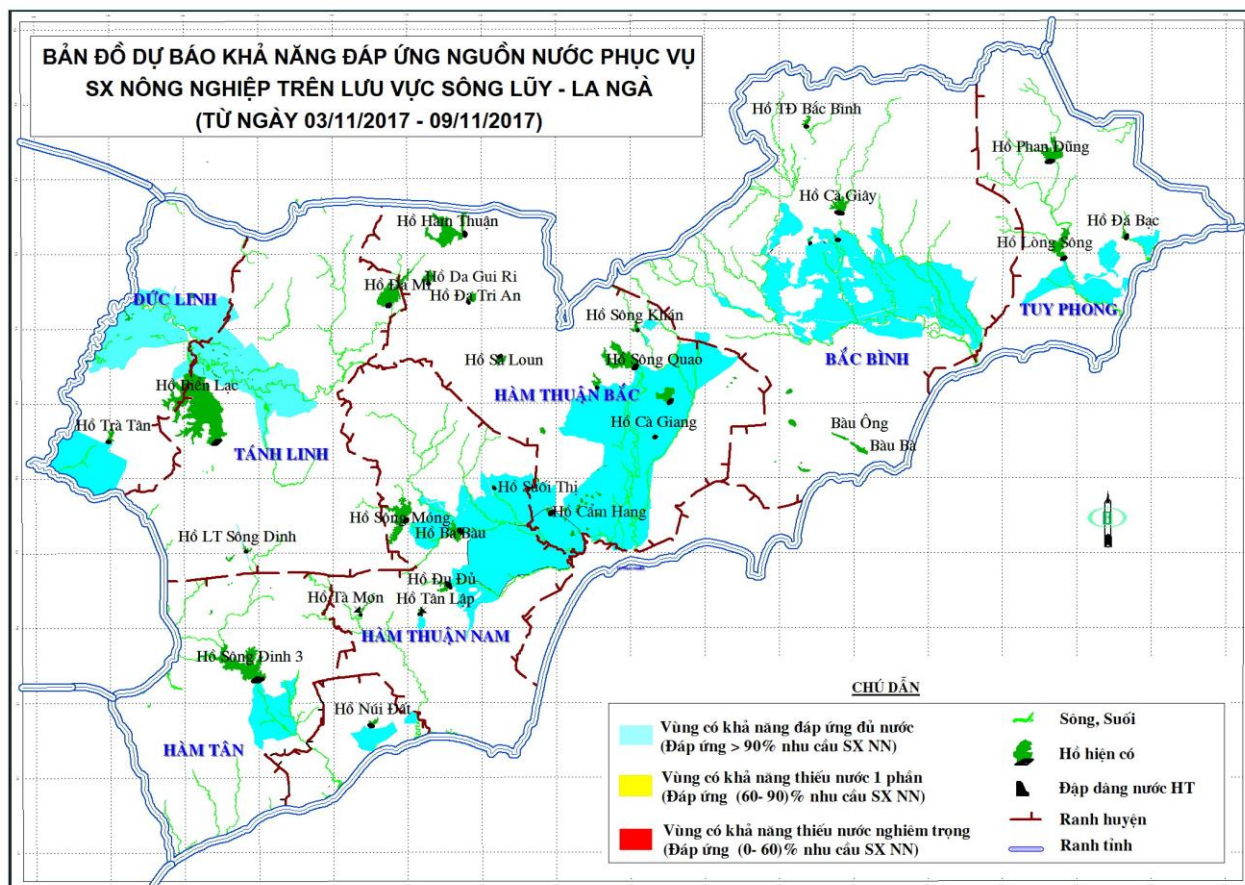 BẢN ĐỒ DỰ BÁO KHẢ NĂNG ĐÁP ỨNG NGUỒN NƯỚC PHỤC VỤ
SX NÔNG NGHIỆP TRÊN LƯU VỰC SÔNG LŨY - LA NGÀ
(TỪ NGÀY 03/11/2017 - 09/11/2017)
Hồ TĐ Bắc Bình
Hồ Phan Dũng
Hồ Cà Giây
Hồ Đá Bạc
Hồ Lòng Sông
Hồ Hàm Thuận
Hồ Da Gui Ri
Hồ Đa Mi
Hồ Đa Tri An
ĐỨC LINH
TUY PHONG
Hồ Sông Khán
BẮC BÌNH
Hồ Sa Loun
Hồ Sông Quao
Hồ Biển Lạc
HÀM THUẬN BẮC
Hồ Trà Tân
Hồ Cà Giang
Bàu Ông
Bàu Bà
TÁNH LINH
Hồ Suối Thị
Hồ Sông Móng
Hồ Cẩm Hang
Hồ Ba Bàu
Hồ LT Sông Dinh
Hồ Đu Đủ
Hồ Tà Mon
Hồ Tân Lập
HÀM THUẬN NAM
Hồ Sông Dinh 3
Hồ Núi Đất
HÀM TÂN
CHÚ DẪN
Vùng có khả năng đáp ứng đủ nước
(Đáp ứng > 90% nhu cầu SX NN)
Vùng có khả năng thiếu nước 1 phần
(Đáp ứng (60- 90)% nhu cầu SX NN)
Vùng có khả năng thiếu nước nghiêm trọng
(Đáp ứng (0- 60)% nhu cầu SX NN)
Sông, Suối
Hồ hiện có
Đập dâng nước HT
Ranh huyện
Ranh tỉnh